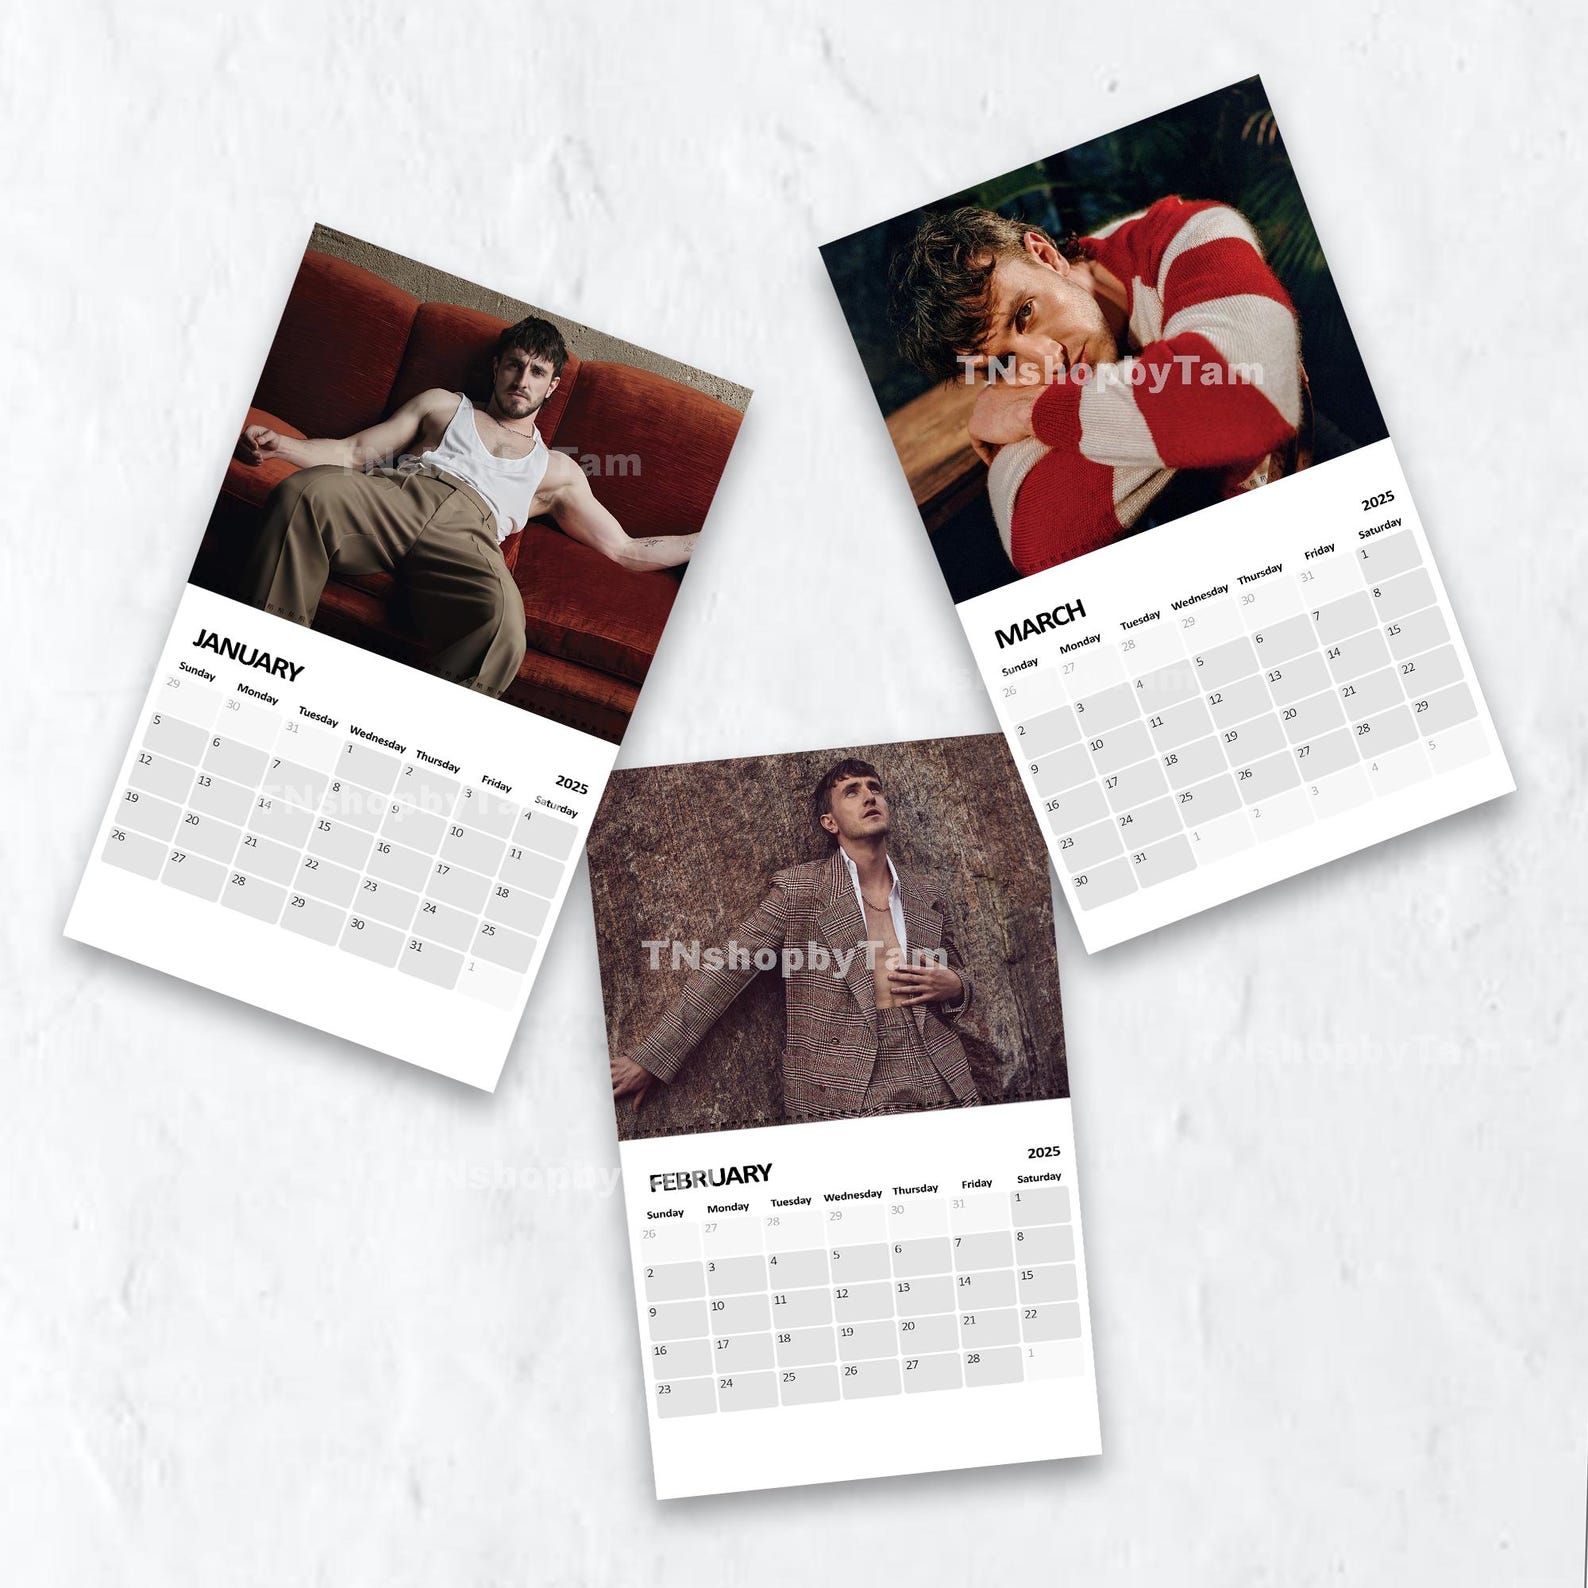 TNshopbyTam
JANUARY
2025
Sunday Monday Tuesday Wednesday Thursday Friday Saturday
29 30 31 1 2 3 4
5 6 7 8 9 10 11
12 13 14 15 16 17 18
19 20 21 22 23 24 25
26 27 28 29 30 31 1
TNshopbyTam
TNshopbyTam
MARCH
2025
Sunday Monday Tuesday Wednesday Thursday Friday Saturday
26 27 28 29 30 31 1
2 3 4 5 6 7 8
9 10 11 12 13 14 15
16 17 18 19 20 21 22
23 24 25 26 27 28 29
30 31 1 2 3 4 5
TNshopbyTam
FEBRUARY
2025
Sunday Monday Tuesday Wednesday Thursday Friday Saturday
26 27 28 29 30 31 1
2 3 4 5 6 7 8
9 10 11 12 13 14 15
16 17 18 19 20 21 22
23 24 25 26 27 28 1
TNshopbyTam